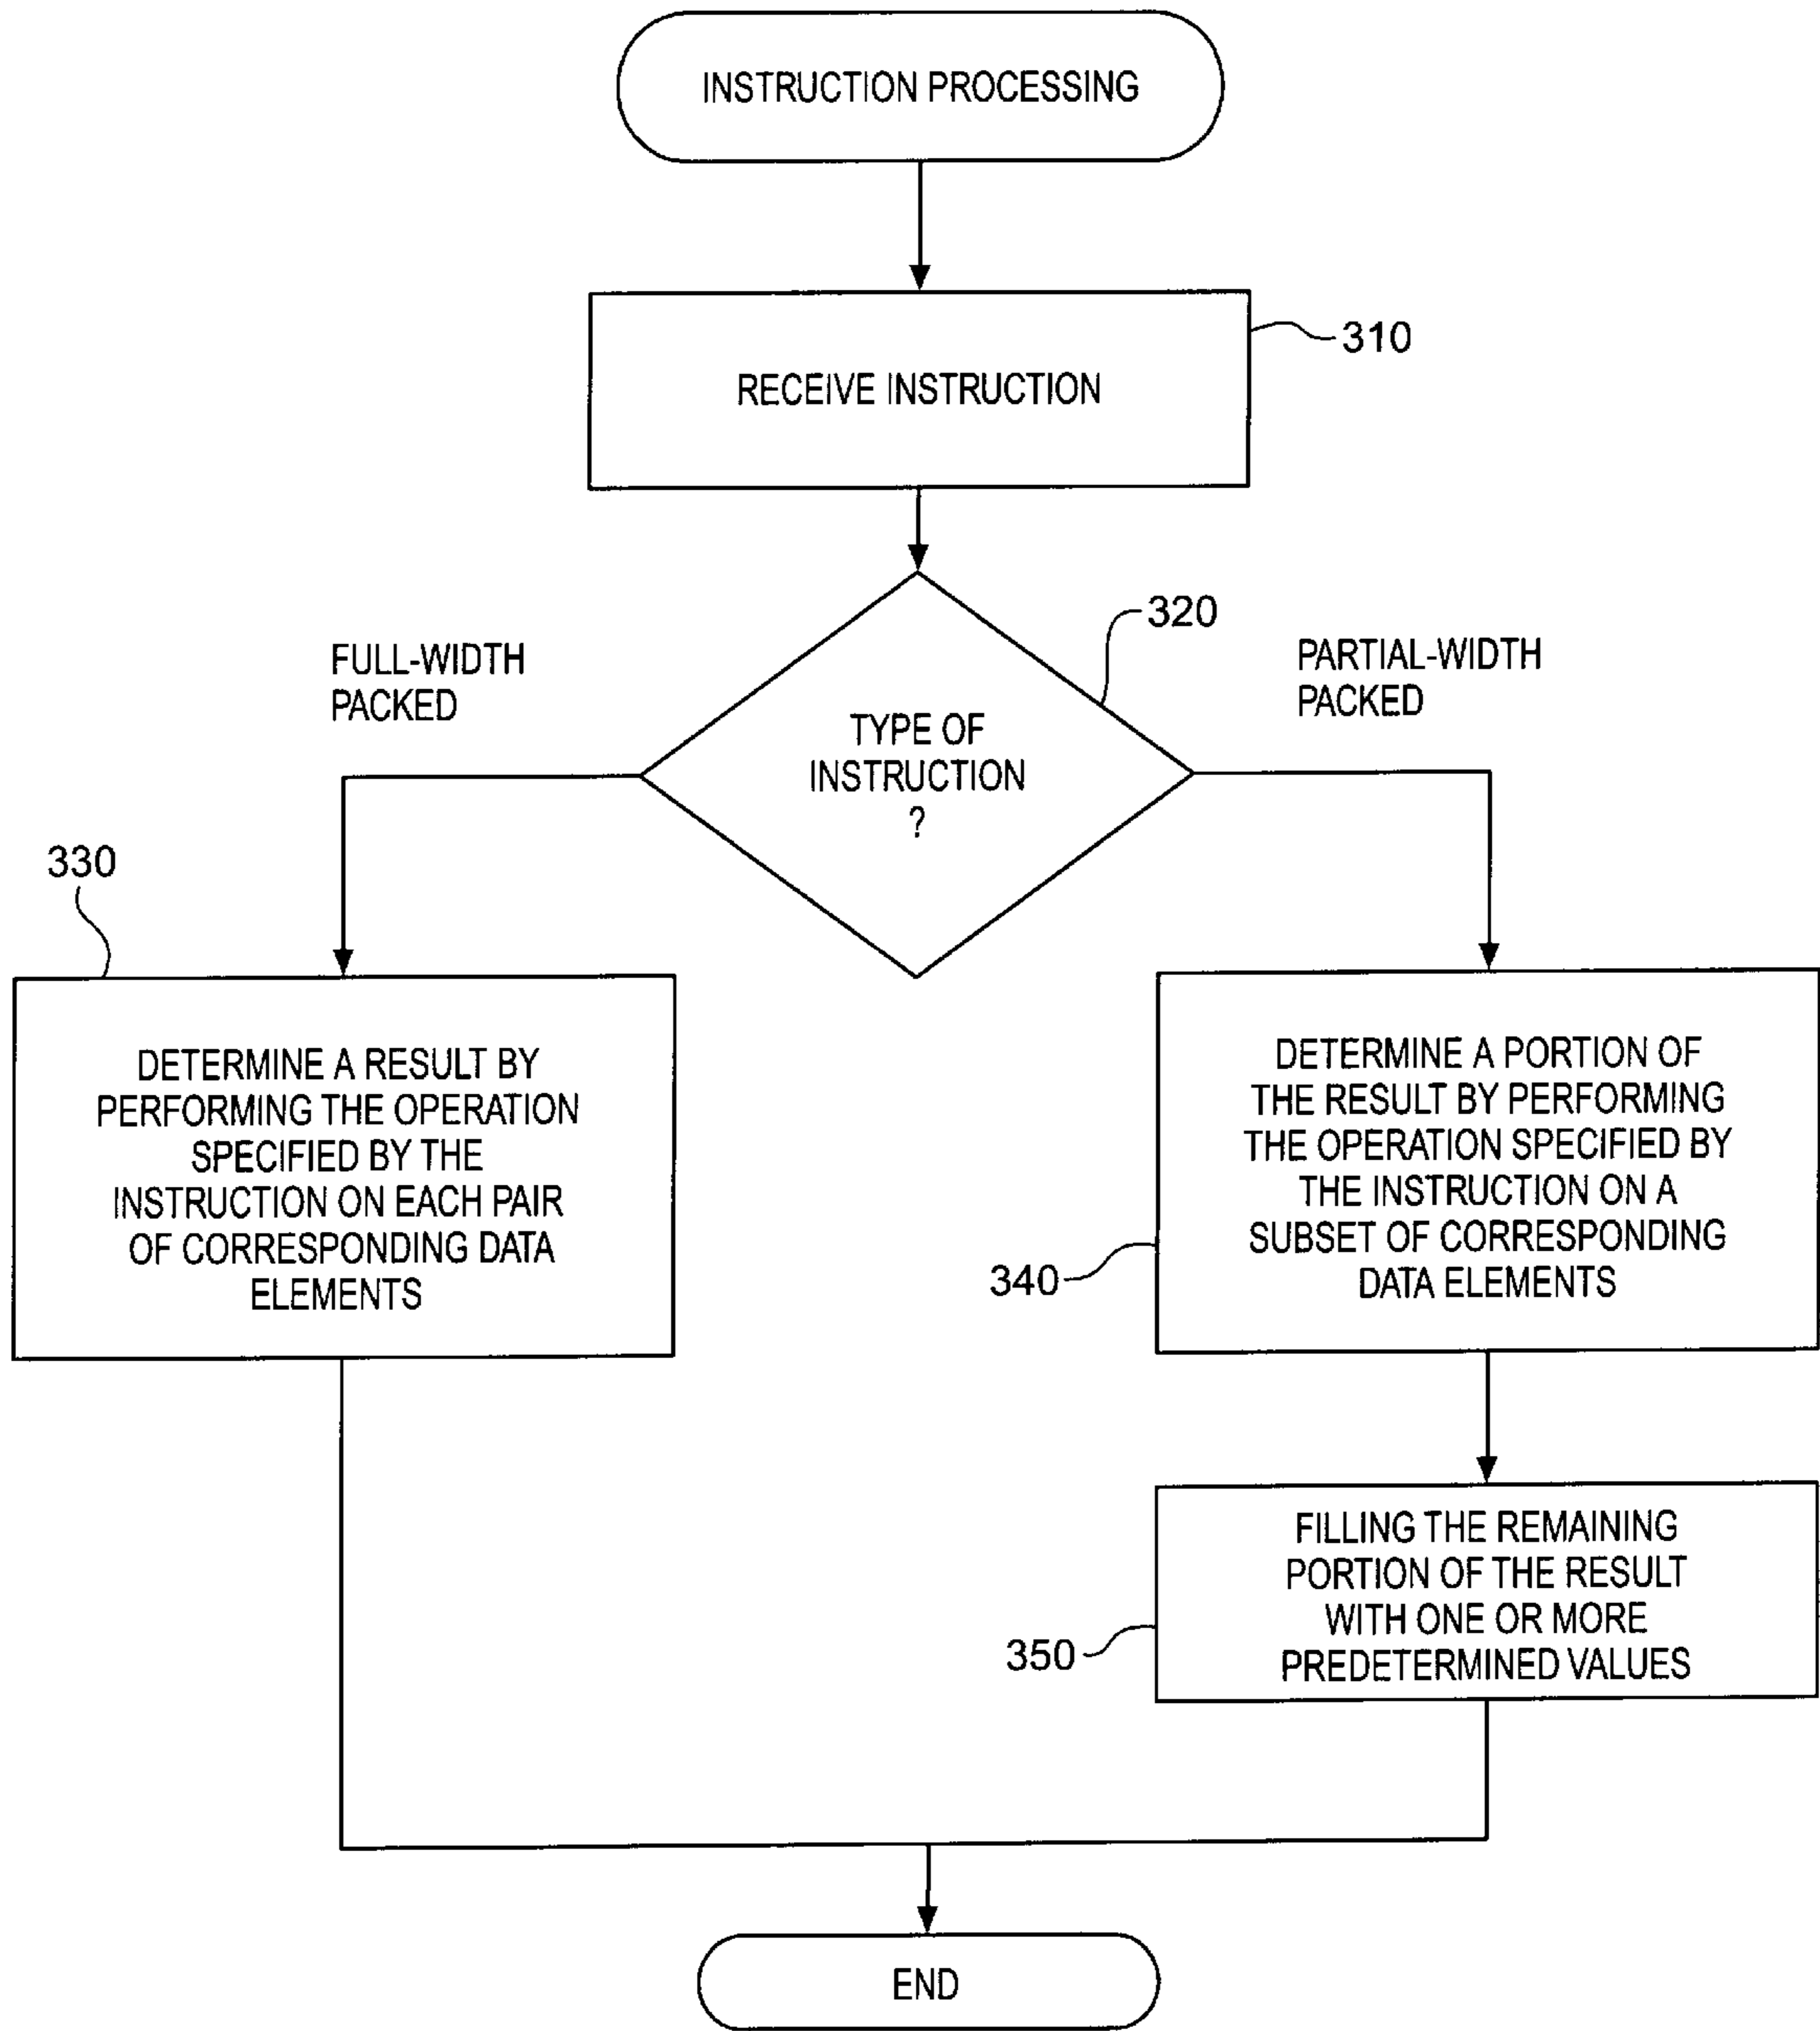 INSTRUCTION PROCESSING
310
RECEIVE INSTRUCTION
320
FULL-WIDTH
PACKED
PARTIAL-WIDTH
PACKED
TYPE OF
INSTRUCTION
?
330
DETERMINE A RESULT BY
PERFORMING THE OPERATION
SPECIFIED BY THE
INSTRUCTION ON EACH PAIR
OF CORRESPONDING DATA
ELEMENTS
DETERMINE A PORTION OF
THE RESULT BY PERFORMING
THE OPERATION SPECIFIED BY
THE INSTRUCTION ON A
SUBSET OF CORRESPONDING
DATA ELEMENTS
340
FILLING THE REMAINING
PORTION OF THE RESULT
WITH ONE OR MORE
PREDETERMINED VALUES
350
END